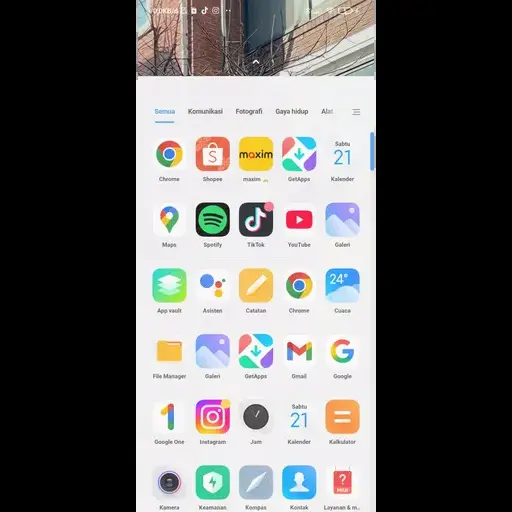 Semua Komunikasi Fotografi Gaya hidup Alat
maxim
Sabtu
21
Chrome Shopee maxim ... GetApps Kalender
Maps Spotify TikTok YouTube Galeri
24°
App vault Asisten Catatan Chrome Cuaca
File Manager Galeri GetApps Gmail Google
Sabtu
21
Google One Instagram Jam Kalender Kalkulator
Kamera Keamanan Kompas Kontak Layanan & m...